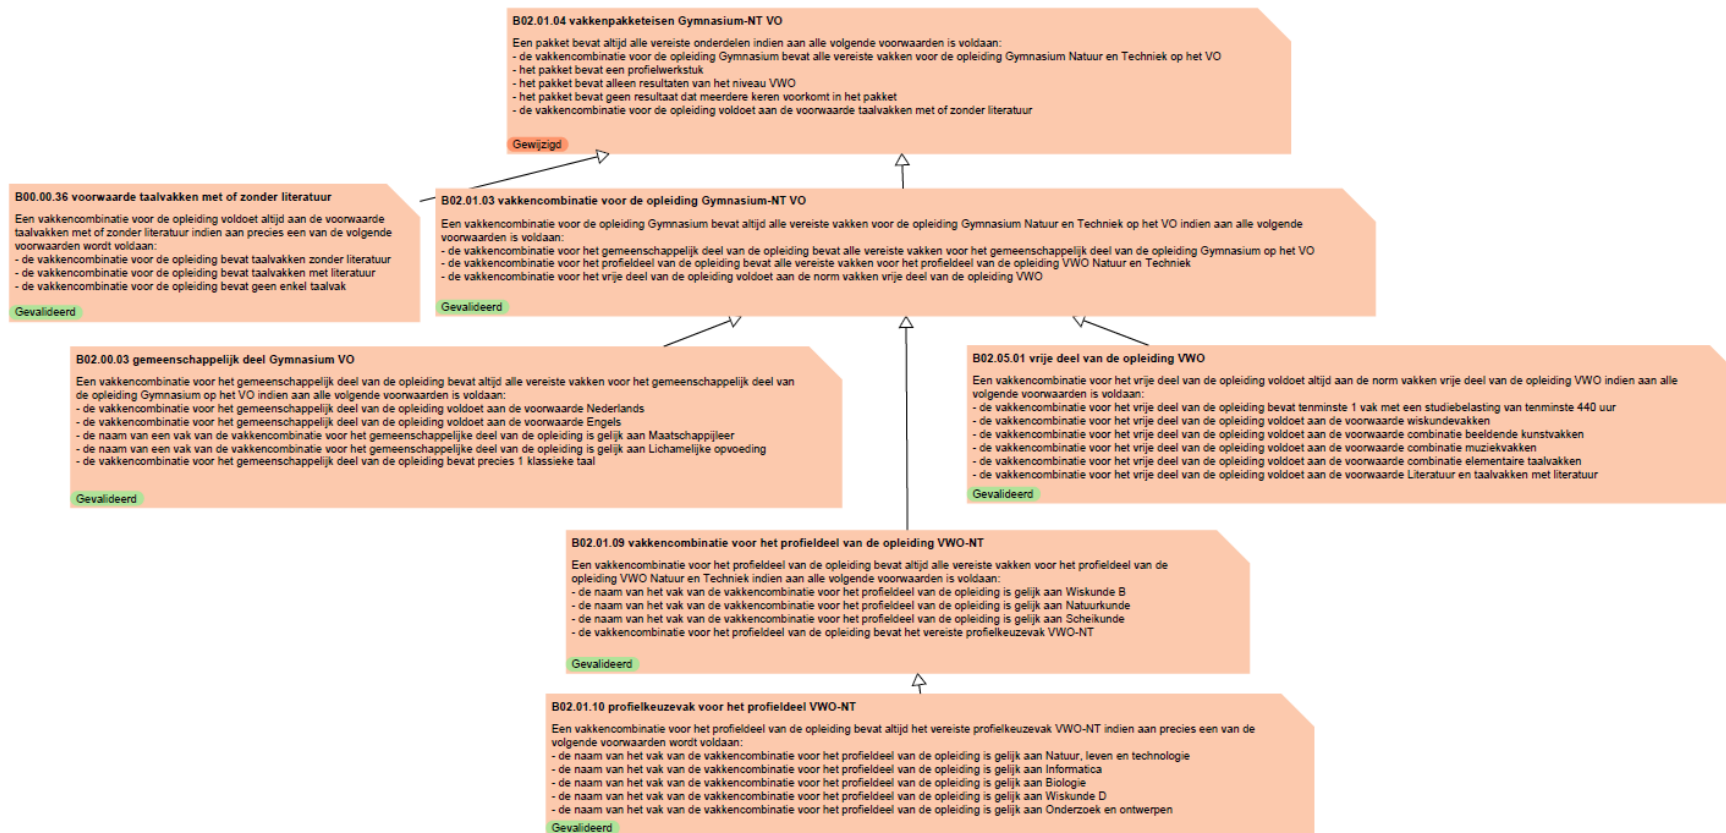 B02.01.04 vakkenpakketeisen Gymnasium-NT VO
Een pakket bevat altijd alle vereiste onderdelen indien aan alle volgende voorwaarden is voldaan:
- de vakkencombinatie voor de opleiding Gymnasium bevat alle vereiste vakken voor de opleiding Gymnasium Natuur en Techniek op het VO
- het pakket bevat een profielwerkstuk
- het pakket bevat alleen resultaten van het niveau VWO
- het pakket bevat geen resultaat dat meerdere keren voorkomt in het pakket
- de vakkencombinatie voor de opleiding voldoet aan de voorwaarde taalvakken met of zonder literatuur
Gewijzigd
B00.00.36 voorwaarde taalvakken met of zonder literatuur
Een vakkencombinatie voor de opleiding voldoet altijd aan de voorwaarde
taalvakken met of zonder literatuur indien aan precies een van de volgende
voorwaarden wordt voldaan:
- de vakkencombinatie voor de opleiding bevat taalvakken zonder literatuur
- de vakkencombinatie voor de opleiding bevat taalvakken met literatuur
- de vakkencombinatie voor de opleiding bevat geen enkel taalvak
Gevalideerd
B02.01.03 vakkencombinatie voor de opleiding Gymnasium-NT VO
Een vakkencombinatie voor de opleiding Gymnasium bevat altijd alle vereiste vakken voor de opleiding Gymnasium Natuur en Techniek op het VO indien aan alle volgende
voorwaarden is voldaan:
- de vakkencombinatie voor het gemeenschappelijk deel van de opleiding bevat alle vereiste vakken voor het gemeenschappelijk deel van de opleiding Gymnasium op het VO
- de vakkencombinatie voor het profieldeel van de opleiding bevat alle vereiste vakken voor het profieldeel van de opleiding VWO Natuur en Techniek
- de vakkencombinatie voor het vrije deel van de opleiding voldoet aan de norm vakken vrije deel van de opleiding VWO
Gevalideerd
B02.00.03 gemeenschappelijk deel Gymnasium VO
Een vakkencombinatie voor het gemeenschappelijk deel van de opleiding bevat altijd alle vereiste vakken voor het gemeenschappelijk deel van
de opleiding Gymnasium op het VO indien aan alle volgende voorwaarden is voldaan:
- de vakkencombinatie voor het gemeenschappelijk deel van de opleiding voldoet aan de voorwaarde Nederlands
- de vakkencombinatie voor het gemeenschappelijk deel van de opleiding voldoet aan de voorwaarde Engels
- de naam van een vak van de vakkencombinatie voor het gemeenschappelijke deel van de opleiding is gelijk aan Maatschappijleer
- de naam van een vak van de vakkencombinatie voor het gemeenschappelijke deel van de opleiding is gelijk aan Lichamelijke opvoeding
- de vakkencombinatie voor het gemeenschappelijk deel van de opleiding bevat precies 1 klassieke taal
Gevalideerd
B02.05.01 vrije deel van de opleiding VWO
Een vakkencombinatie voor het vrije deel van de opleiding voldoet altijd aan de norm vakken vrije deel van de opleiding VWO indien aan alle
volgende voorwaarden is voldaan:
- de vakkencombinatie voor het vrije deel van de opleiding bevat tenminste 1 vak met een studiebelasting van tenminste 440 uur
- de vakkencombinatie voor het vrije deel van de opleiding voldoet aan de voorwaarde wiskundevakken
- de vakkencombinatie voor het vrije deel van de opleiding voldoet aan de voorwaarde combinatie beeldende kunstvakken
- de vakkencombinatie voor het vrije deel van de opleiding voldoet aan de voorwaarde combinatie muziekvakken
- de vakkencombinatie voor het vrije deel van de opleiding voldoet aan de voorwaarde combinatie elementaire taalvakken
- de vakkencombinatie voor het vrije deel van de opleiding voldoet aan de voorwaarde Literatuur en taalvakken met literatuur
Gevalideerd
B02.01.09 vakkencombinatie voor het profieldeel van de opleiding VWO-NT
Een vakkencombinatie voor het profieldeel van de opleiding bevat altijd alle vereiste vakken voor het profieldeel van de
opleiding VWO Natuur en Techniek indien aan alle volgende voorwaarden is voldaan:
- de naam van het vak van de vakkencombinatie voor het profieldeel van de opleiding is gelijk aan Wiskunde B
- de naam van het vak van de vakkencombinatie voor het profieldeel van de opleiding is gelijk aan Natuurkunde
- de naam van het vak van de vakkencombinatie voor het profieldeel van de opleiding is gelijk aan Scheikunde
- de vakkencombinatie voor het profieldeel van de opleiding bevat het vereiste profielkeuzevak VWO-NT
Gevalideerd
B02.01.10 profielkeuzevak voor het profieldeel VWO-NT
Een vakkencombinatie voor het profieldeel van de opleiding bevat altijd het vereiste profielkeuzevak VWO-NT indien aan precies een van de
volgende voorwaarden wordt voldaan:
- de naam van het vak van de vakkencombinatie voor het profieldeel van de opleiding is gelijk aan Natuur, leven en technologie
- de naam van het vak van de vakkencombinatie voor het profieldeel van de opleiding is gelijk aan Informatica
- de naam van het vak van de vakkencombinatie voor het profieldeel van de opleiding is gelijk aan Biologie
- de naam van het vak van de vakkencombinatie voor het profieldeel van de opleiding is gelijk aan Wiskunde D
- de naam van het vak van de vakkencombinatie voor het profieldeel van de opleiding is gelijk aan Onderzoek en ontwerpen
Gevalideerd